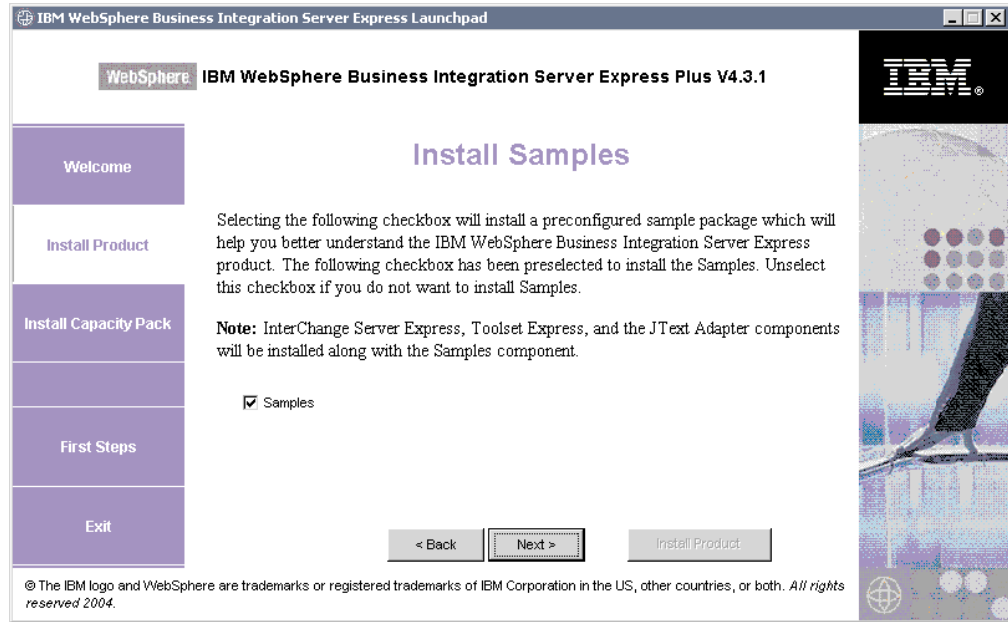 IBM WebSphere Business Integration Server Express Launchpad
WebSphere. IBM WebSphere Business Integration Server Express Plus V4.3.1
IBM®
Welcome
Install Product
Install Capacity Pack
First Steps
Exit
Install Samples
Selecting the following checkbox will install a preconfigured sample package which will
help you better understand the IBM WebSphere Business Integration Server Express
product. The following checkbox has been preselected to install the Samples. Unselect
this checkbox if you do not want to install Samples.
Note: InterChange Server Express, Toolset Express, and the JText Adapter components
will be installed along with the Samples component.
Samples
< Back Next > Install Product
© The IBM logo and WebSphere are trademarks or registered trademarks of IBM Corporation in the US, other countries, or both. All rights
reserved 2004.